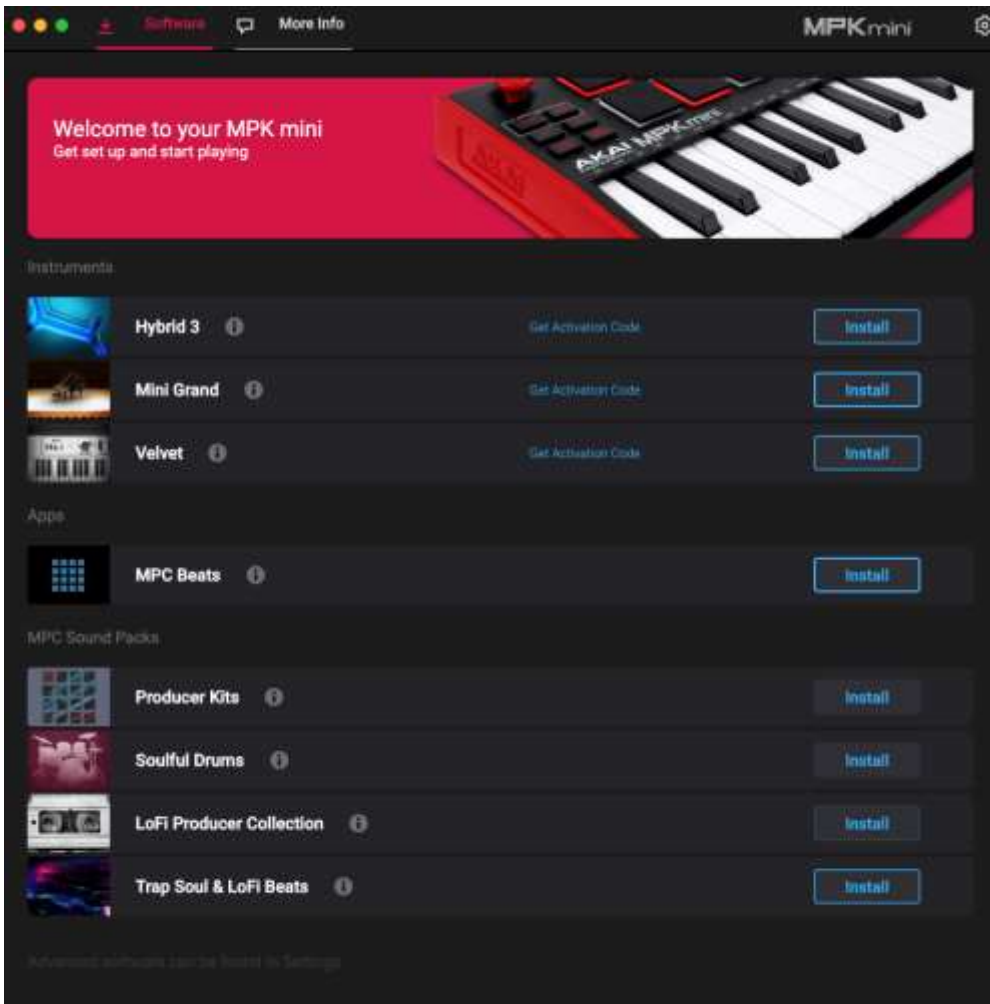 Software
More Info
MPKmini
Welcome to your MPK mini
Get set up and start playing
AKAI MPKmini
AKAI
Instruments
Hybrid 3
Get Activation Code
Install
Mini Grand
Get Activation Code
Install
Velvet
Get Activation Code
Install
Apps
MPC Beats
Install
MPC Sound Packs
Producer Kits
Install
Soulful Drums
Install
LoFi Producer Collection
Install
Trap Soul & LoFi Beats
Install
Advanced software can be found in Settings